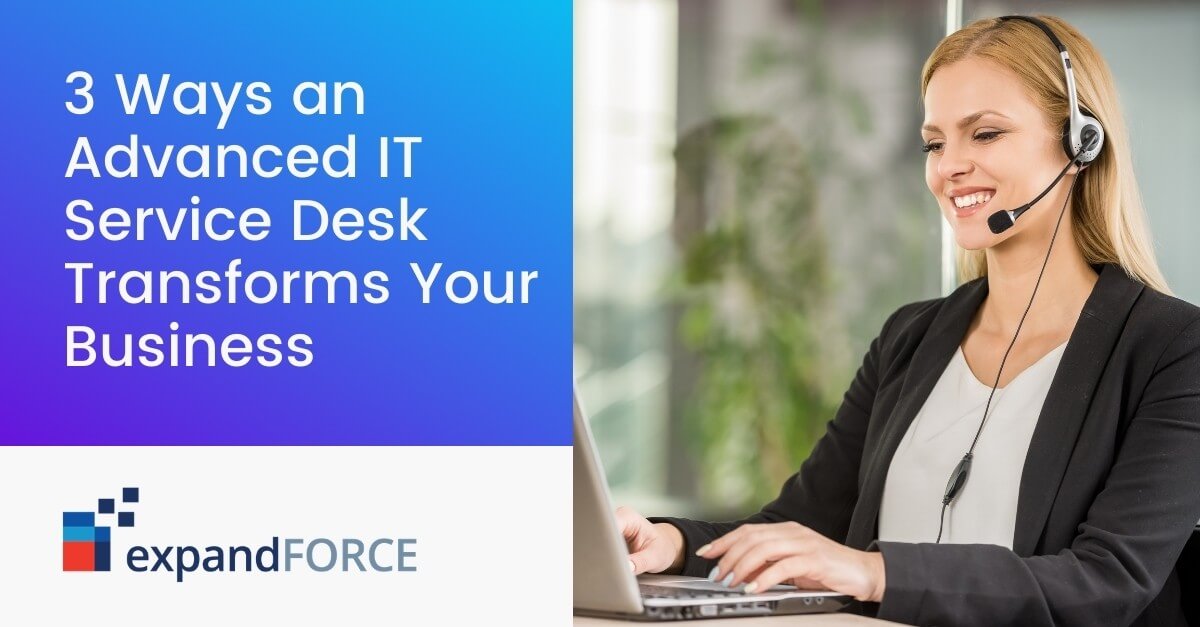 3 Ways an
Advanced IT
Service Desk
Transforms Your
Business
expandFORCE